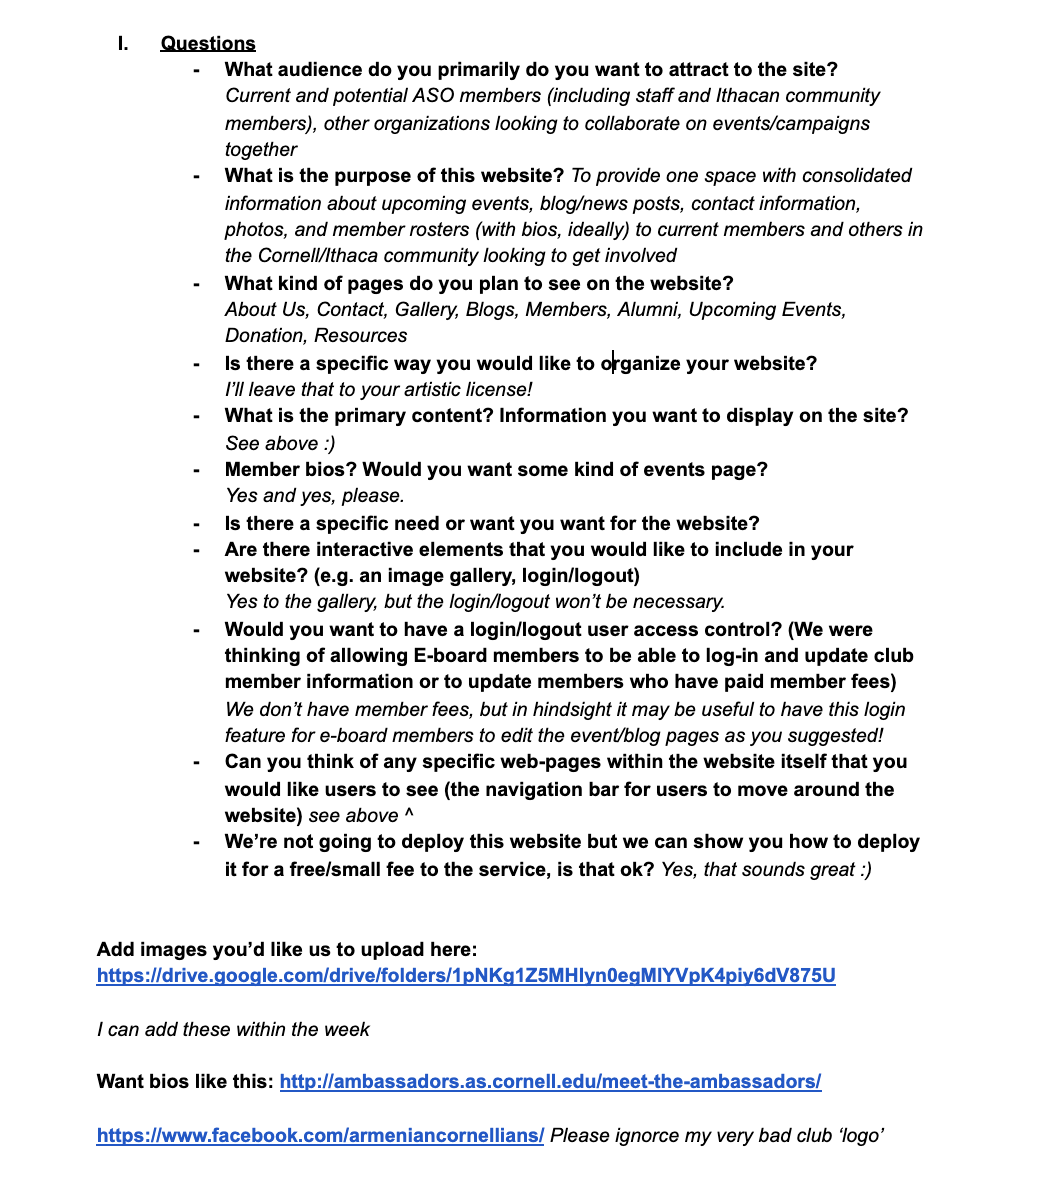 I. Questions
- What audience do you primarily do you want to attract to the site?
Current and potential ASO members (including staff and Ithacan community
members), other organizations looking to collaborate on events/campaigns
together
- What is the purpose of this website? To provide one space with consolidated
information about upcoming events, blog/news posts, contact information,
photos, and member rosters (with bios, ideally) to current members and others in
the Cornell/Ithaca community looking to get involved
- What kind of pages do you plan to see on the website?
About Us, Contact, Gallery, Blogs, Members, Alumni, Upcoming Events,
Donation, Resources
- Is there a specific way you would like to organize your website?
I'll leave that to your artistic license!
- What is the primary content? Information you want to display on the site?
See above :)
- Member bios? Would you want some kind of events page?
Yes and yes, please.
- Is there a specific need or want you want for the website?
- Are there interactive elements that you would like to include in your
website? (e.g. an image gallery, login/logout)
Yes to the gallery, but the login/logout won't be necessary.
- Would you want to have a login/logout user access control? (We were
thinking of allowing E-board members to be able to log-in and update club
member information or to update members who have paid member fees)
We don't have member fees, but in hindsight it may be useful to have this login
feature for e-board members to edit the event/blog pages as you suggested!
- Can you think of any specific web-pages within the website itself that you
would like users to see (the navigation bar for users to move around the
website) see above ^
- We're not going to deploy this website but we can show you how to deploy
it for a free/small fee to the service, is that ok? Yes, that sounds great :)
Add images you'd like us to upload here:
https://drive.google.com/drive/folders/1pNKg1Z5MHlyn0egMlYVpK4piy6dV875U
I can add these within the week
Want bios like this: http://ambassadors.as.cornell.edu/meet-the-ambassadors/
https://www.facebook.com/armeniancornellians/ Please ignorce my very bad club 'logo'